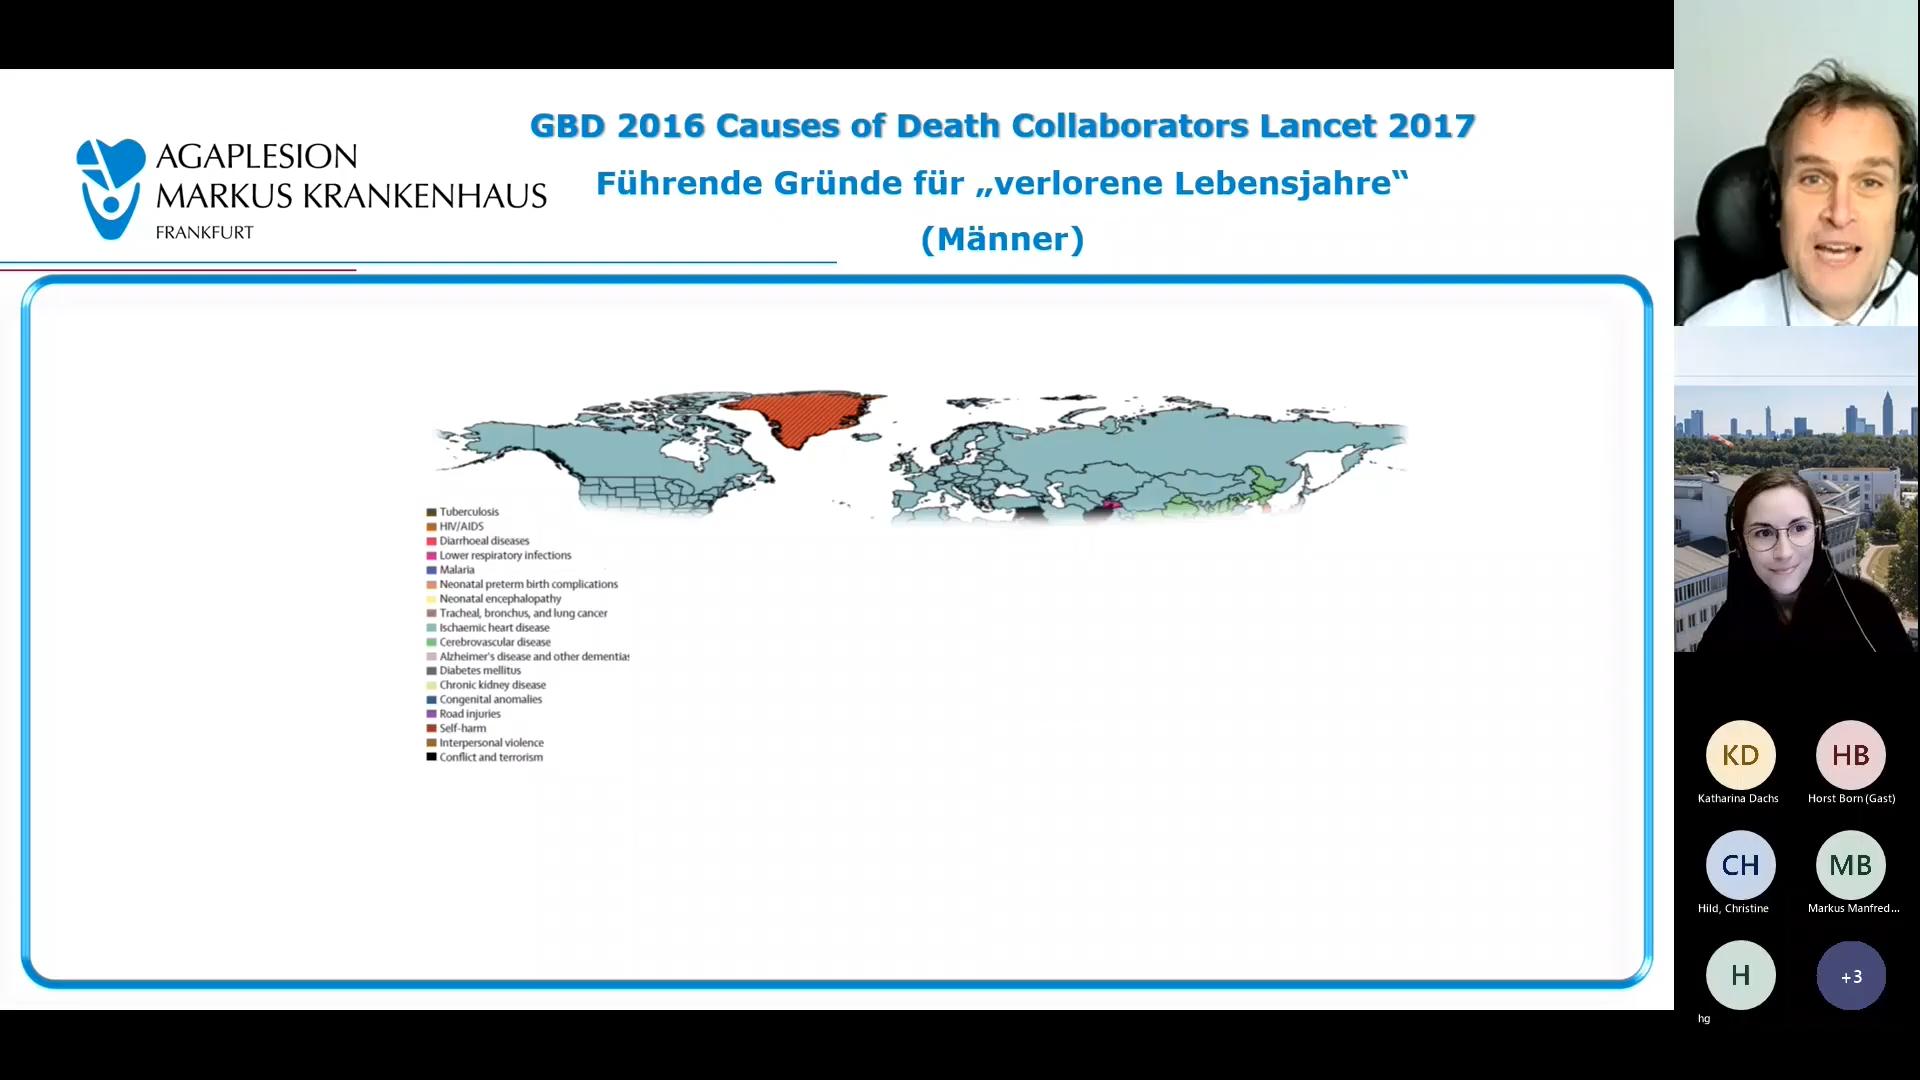 GBD 2016 Causes of Death Collaborators Lancet 2017
Führende Gründe für „verlorene Lebensjahre“
(Männer)
AGAPLESION
MARKUS KRANKENHAUS
FRANKFURT
Tuberculosis
HIV/AIDS
Diarrhoeal diseases
Lower respiratory infections
Malaria
Neonatal preterm birth complications
Neonatal encephalopathy
Tracheal, bronchus, and lung cancer
Ischaemic heart disease
Cerebrovascular disease
Alzheimer's disease and other dementias
Diabetes mellitus
Chronic kidney disease
Congenital anomalies
Road injuries
Self-harm
Interpersonal violence
Conflict and terrorism
KD
Katharina Dachs
HB
Horst Born (Gast)
CH
Hild, Christine
MB
Markus Manfred...
H
hg
+3